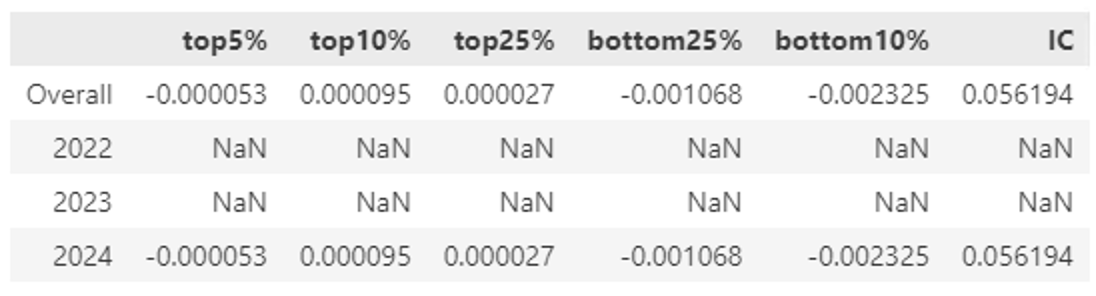 top5% top10% top25% bottom25% bottom10% IC
Overall -0.000053 0.000095 0.000027 -0.001068 -0.002325 0.056194
2022 NaN NaN NaN NaN NaN NaN
2023 NaN NaN NaN NaN NaN NaN
2024 -0.000053 0.000095 0.000027 -0.001068 -0.002325 0.056194